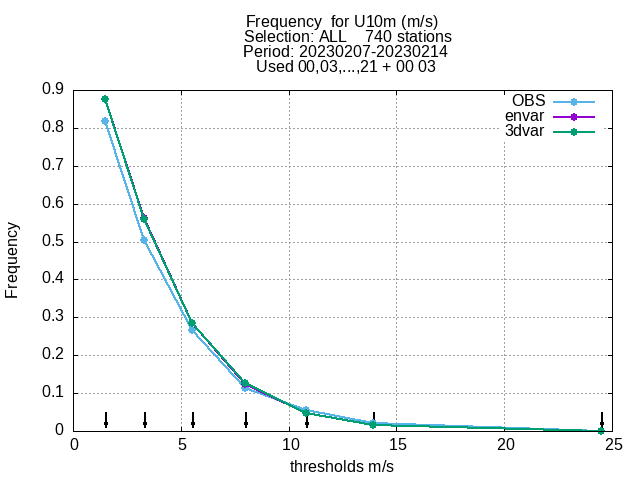 Frequency  for U10m (m/s)
Selection: ALL    740 stations
Period: 20230207-20230214
Used 00,03,...,21 + 00 03
OBS
envar
3dvar
0.9
0.8
0.7
0.6
0.5
0.4
0.3
0.2
0.1
0
Frequency
0 5 10 15 20 25
thresholds m/s